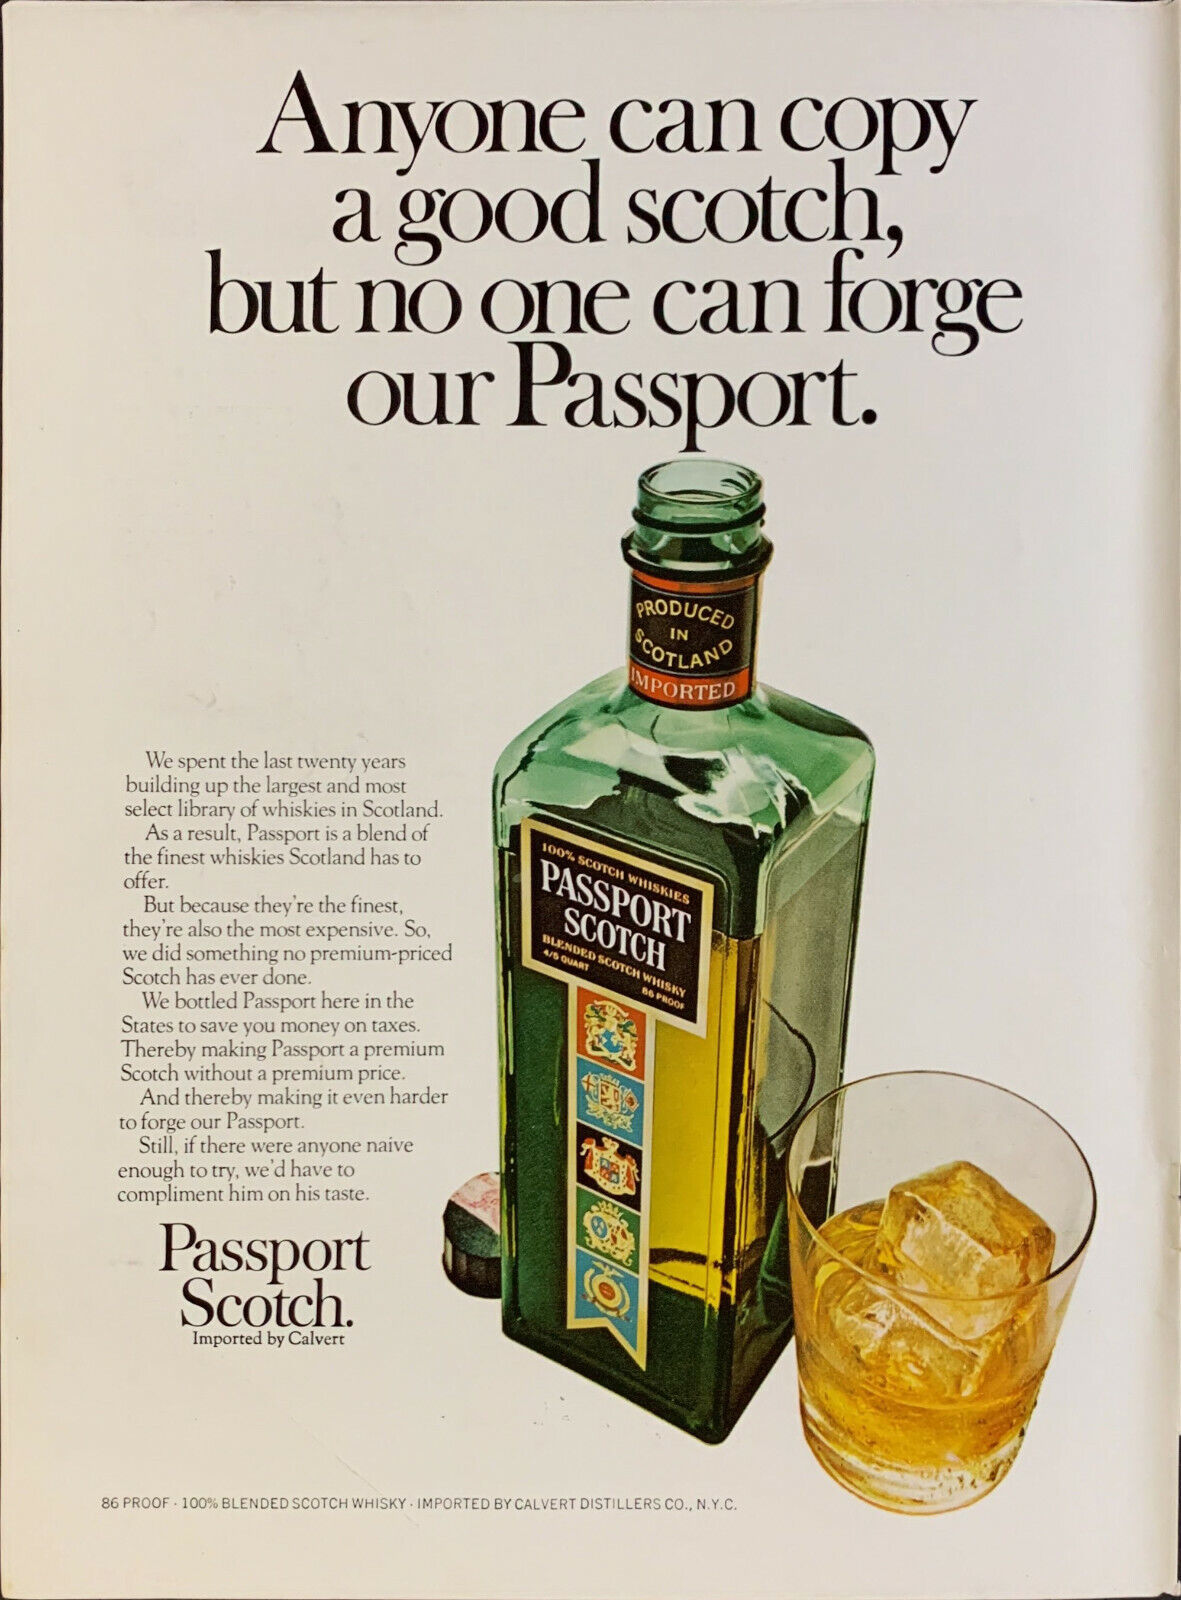 Anyone can copy
a good scotch,
but no one can forge
our Passport.
PRODUCED
IN
SCOTLAND
IMPORTED
We spent the last twenty years
building up the largest and most
select library of whiskies in Scotland.
As a result, Passport is a blend of
the finest whiskies Scotland has to
offer.
But because they're the finest,
they're also the most expensive. So,
we did something no premium-priced
Scotch has ever done.
We bottled Passport here in the
States to save you money on taxes.
Thereby making Passport a premium
Scotch without a premium price.
And thereby making it even harder
to forge our Passport.
Still, if there were anyone naive
enough to try, we'd have to
compliment him on his taste.
Passport
Scotch.
Imported by Calvert
100% SCOTCH WHISKIES
PASSPORT
SCOTCH
BLENDED SCOTCH WHISKY
4/5 QUART
86 PROOF
86 PROOF · 100% BLENDED SCOTCH WHISKY · IMPORTED BY CALVERT DISTILLERS CO., N.Y.C.